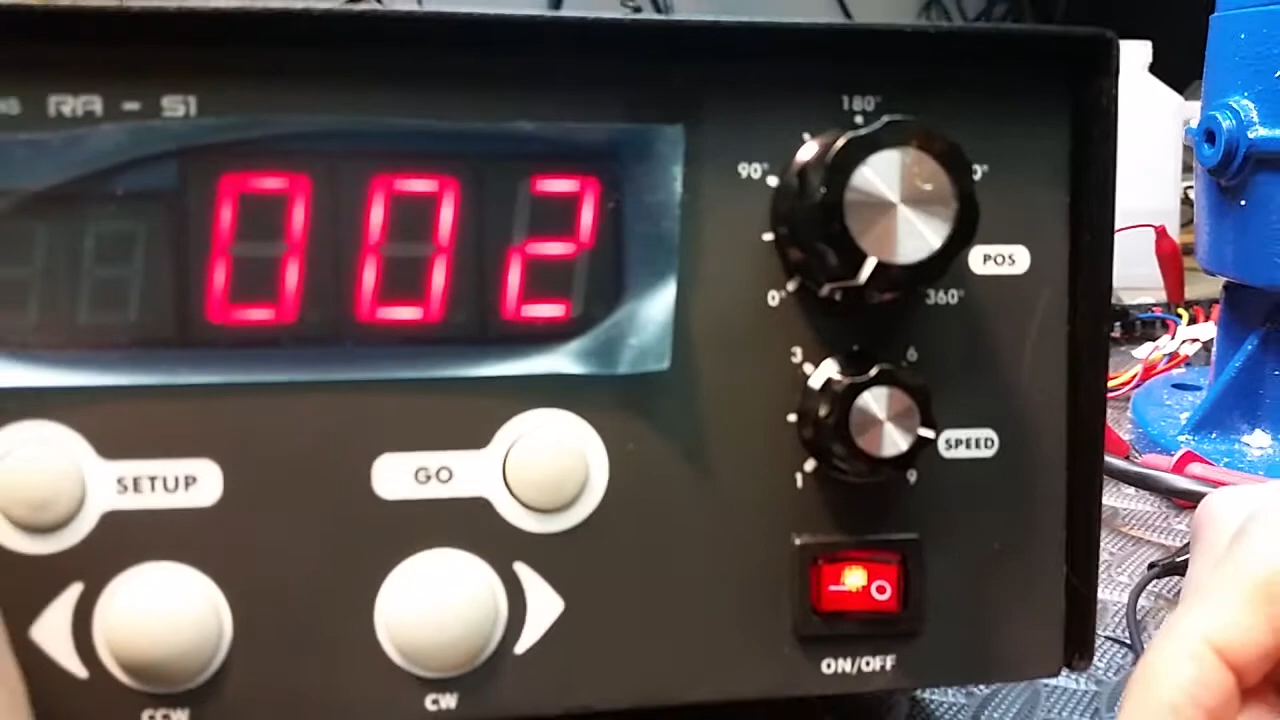 RA - S1
180°
90°
002
POS
0°
360°
3
6
SPEED
SETUP
GO
1
9
ON/OFF
CCW
CW